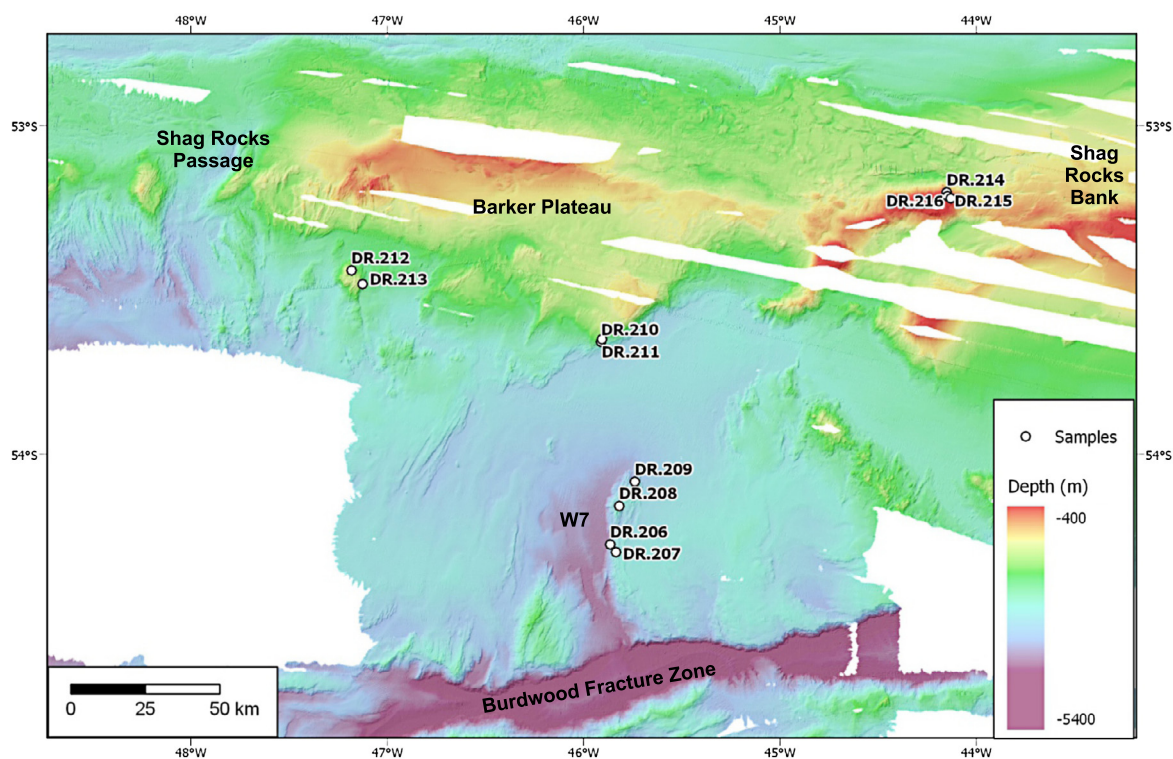 48°W 47°W 46°W 45°W 44°W
53°S 53°S
Shag Rocks
Passage
Shag
Rocks
Bank
Barker Plateau
DR.214
DR.216 DR.215
DR.212
DR.213
DR.210
DR.211
54°S 54°S
DR.209
DR.208
W7
DR.206
DR.207
Burdwood Fracture Zone
Samples
Depth (m)
-400
-5400
0 25 50 km
48°W 47°W 46°W 45°W 44°W